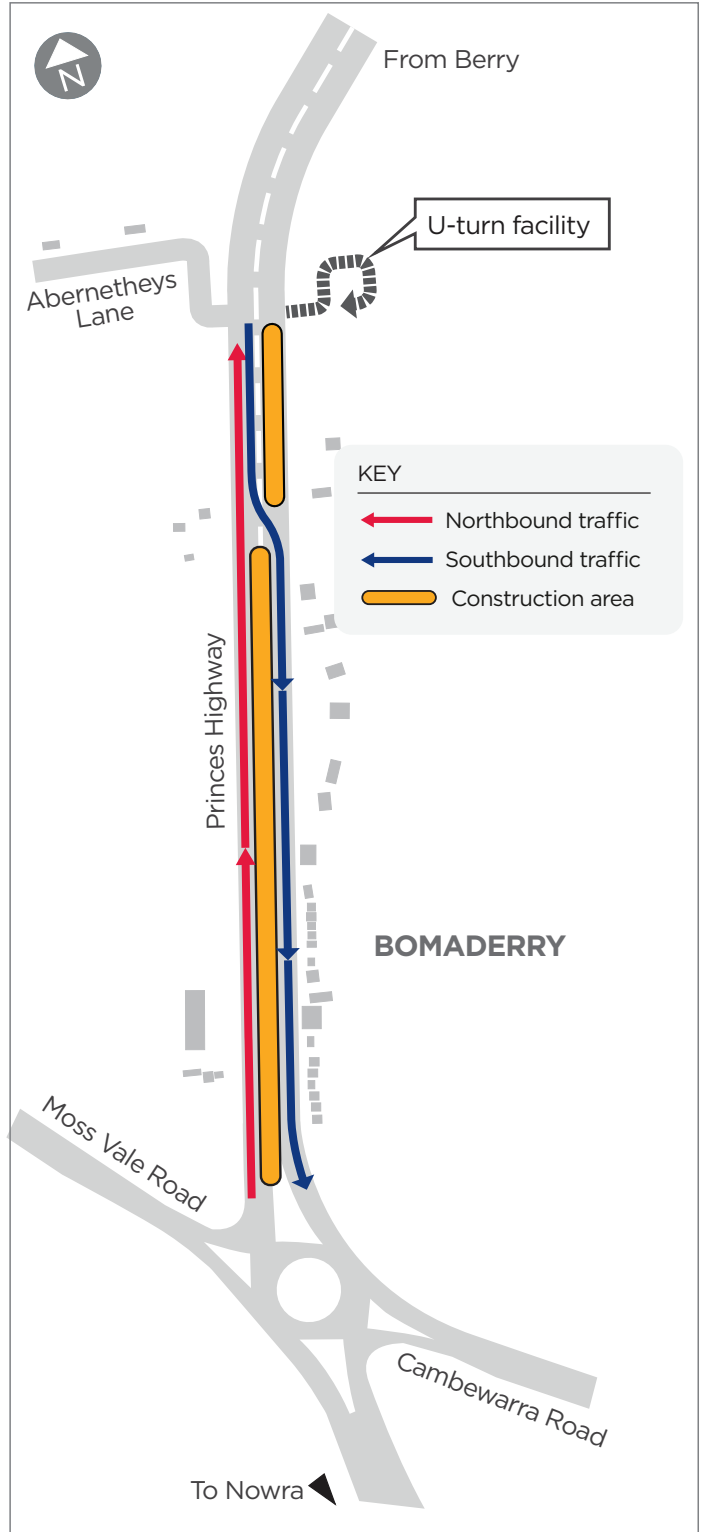 N
From Berry
U-turn facility
Abernetheys
Lane
KEY
Northbound traffic
Southbound traffic
Construction area
Princes Highway
BOMADERRY
Moss Vale Road
Cambewarra Road
To Nowra